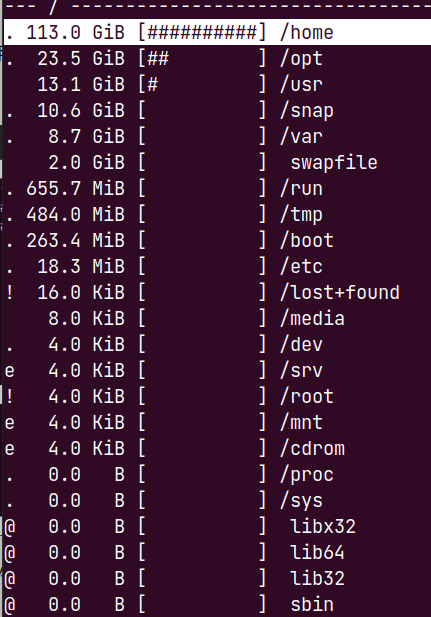 --- / ---------------------------------
. 113.0 GiB [##########] /home
.  23.5 GiB [##        ] /opt
   13.1 GiB [#         ] /usr
.  10.6 GiB [          ] /snap
.   8.7 GiB [          ] /var
    2.0 GiB [          ]  swapfile
. 655.7 MiB [          ] /run
. 484.0 MiB [          ] /tmp
. 263.4 MiB [          ] /boot
.  18.3 MiB [          ] /etc
!  16.0 KiB [          ] /lost+found
    8.0 KiB [          ] /media
.   4.0 KiB [          ] /dev
e   4.0 KiB [          ] /srv
!   4.0 KiB [          ] /root
e   4.0 KiB [          ] /mnt
e   4.0 KiB [          ] /cdrom
.   0.0   B [          ] /proc
.   0.0   B [          ] /sys
@   0.0   B [          ]  libx32
@   0.0   B [          ]  lib64
@   0.0   B [          ]  lib32
@   0.0   B [          ]  sbin